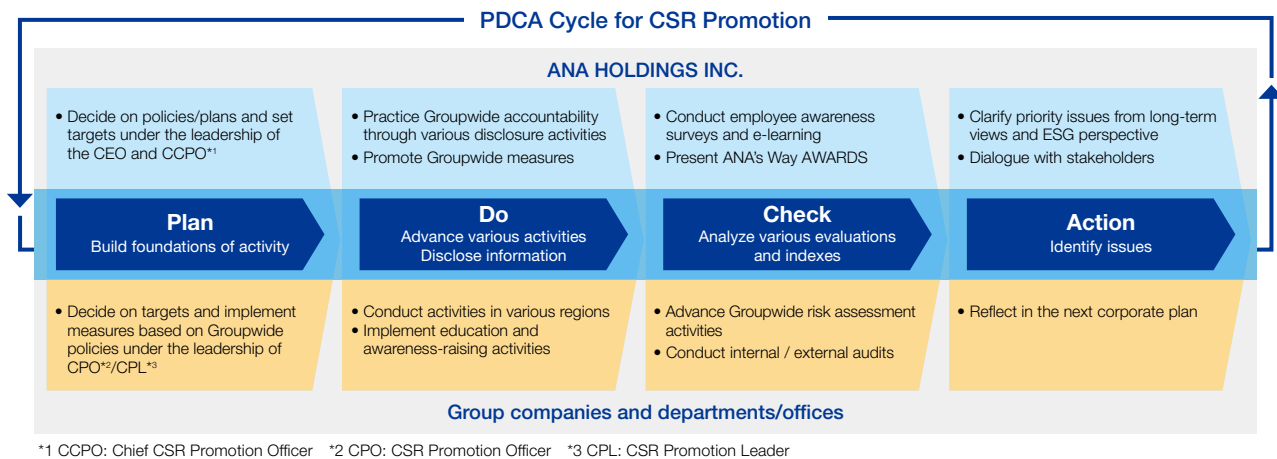 PDCA Cycle for CSR Promotion
ANA HOLDINGS INC.
• Decide on policies/plans and set
targets under the leadership of
the CEO and CCPO*1
• Practice Groupwide accountability
through various disclosure activities
• Promote Groupwide measures
• Conduct employee awareness
surveys and e-learning
• Present ANA's Way AWARDS
• Clarify priority issues from long-term
views and ESG perspective
• Dialogue with stakeholders
Plan
Build foundations of activity
Do
Advance various activities
Disclose information
Check
Analyze various evaluations
and indexes
Action
Identify issues
• Decide on targets and implement
measures based on Groupwide
policies under the leadership of
CPO*2/CPL*3
• Conduct activities in various regions
• Implement education and
awareness-raising activities
• Advance Groupwide risk assessment
activities
• Conduct internal / external audits
• Reflect in the next corporate plan
Group companies and departments/offices
*1 CCPO: Chief CSR Promotion Officer *2 CPO: CSR Promotion Officer *3 CPL: CSR Promotion Leader